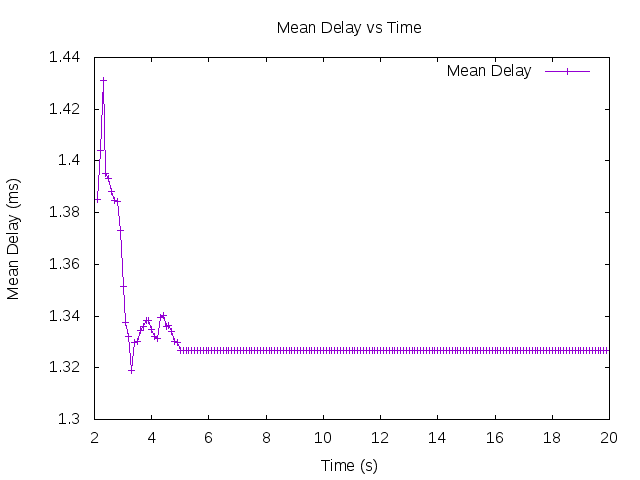 Mean Delay vs Time
Mean Delay
1.44
1.42
1.4
1.38
1.36
1.34
1.32
1.3
Mean Delay (ms)
2 4 6 8 10 12 14 16 18 20
Time (s)